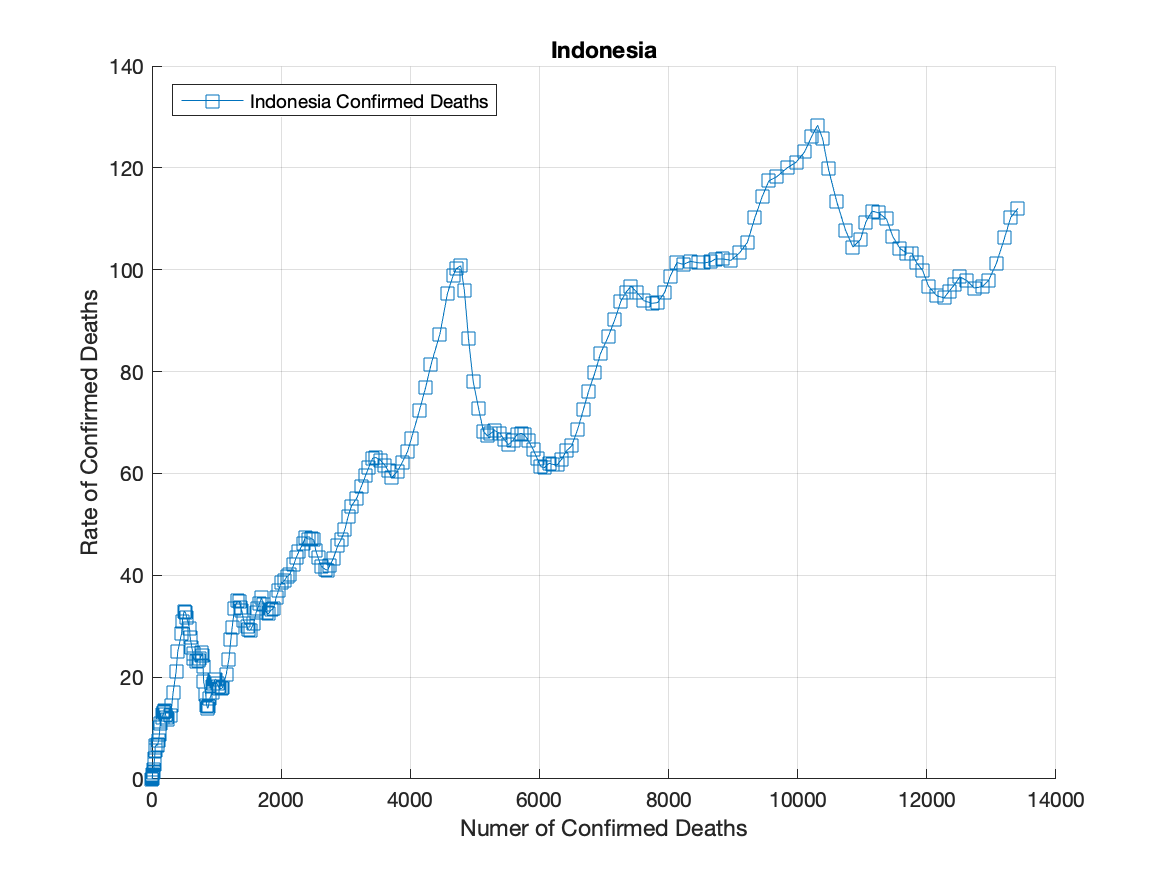 Indonesia
Indonesia Confirmed Deaths
140
120
100
80
60
40
20
0
Rate of Confirmed Deaths
0 2000 4000 6000 8000 10000 12000 14000
Numer of Confirmed Deaths